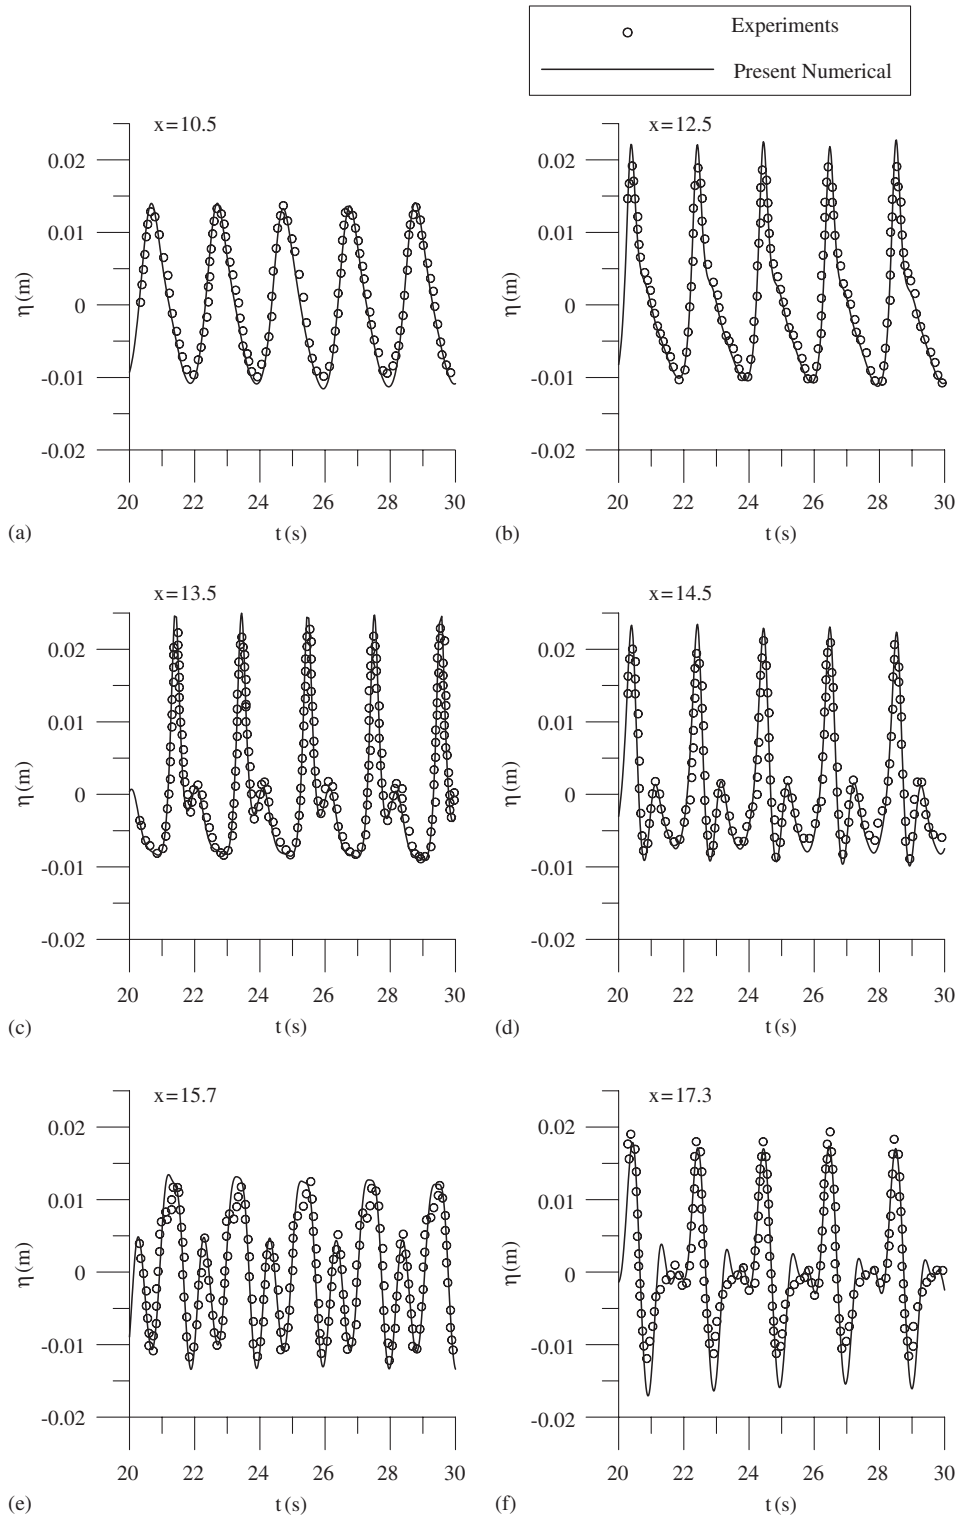 Experiments
Present Numerical
x=10.5
0.02
0.01
0
-0.01
-0.02
η(m)
20 22 24 26 28 30
(a) t(s)
x=12.5
0.02
0.01
0
-0.01
-0.02
η(m)
20 22 24 26 28 30
(b) t(s)
x=13.5
0.02
0.01
0
-0.01
-0.02
η(m)
20 22 24 26 28 30
(c) t(s)
x=14.5
0.02
0.01
0
-0.01
-0.02
η(m)
20 22 24 26 28 30
(d) t(s)
x=15.7
0.02
0.01
0
-0.01
-0.02
η(m)
20 22 24 26 28 30
(e) t(s)
x=17.3
0.02
0.01
0
-0.01
-0.02
η(m)
20 22 24 26 28 30
(f) t(s)